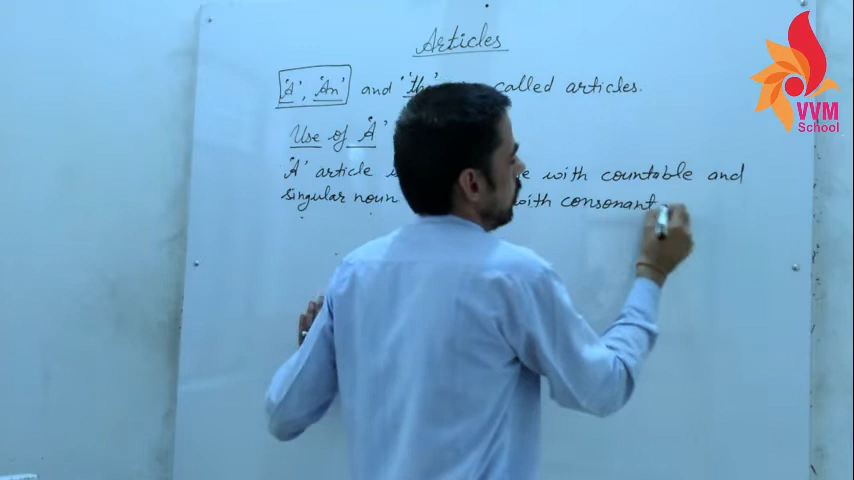 Articles
'A', 'An' and 'the' called articles.
Use of 'A'
'A' article with countable and
singular noun with consonant
VVM
School